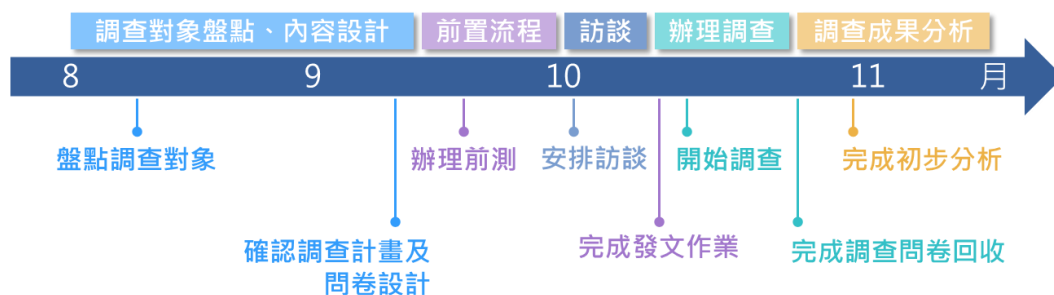 調查對象盤點、內容設計 前置流程 訪談 辦理調查 調查成果分析
8 9 10 11 月
盤點調查對象 辦理前測 安排訪談 開始調查 完成初步分析
確認調查計畫及
問卷設計
完成發文作業
完成調查問卷回收